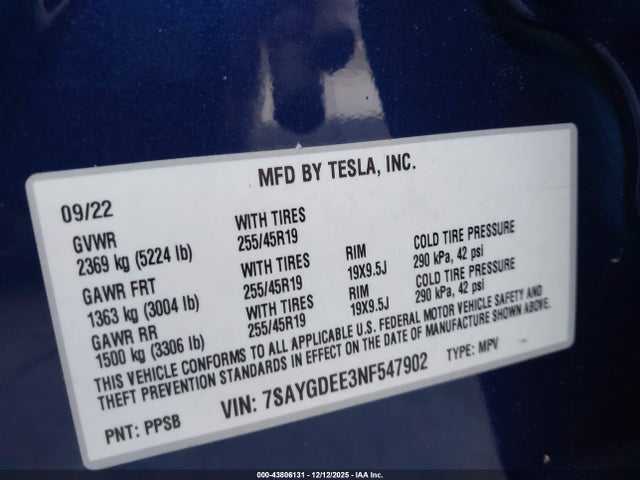 MFD BY TESLA, INC.
09/22
GVWR WITH TIRES
2369 kg (5224 lb) 255/45R19 RIM COLD TIRE PRESSURE
GAWR FRT WITH TIRES 19X9.5J 290 kPa, 42 psi
1363 kg (3004 lb) 255/45R19 RIM COLD TIRE PRESSURE
GAWR RR WITH TIRES 19X9.5J 290 kPa, 42 psi
1500 kg (3306 lb) 255/45R19
THIS VEHICLE CONFORMS TO ALL APPLICABLE U.S. FEDERAL MOTOR VEHICLE SAFETY AND
THEFT PREVENTION STANDARDS IN EFFECT ON THE DATE OF MANUFACTURE SHOWN ABOVE.
PNT: PPSB VIN: 7SAYGDEE3NF547902 TYPE: MPV
000-43806131 - 12/12/2025 - IAA Inc.